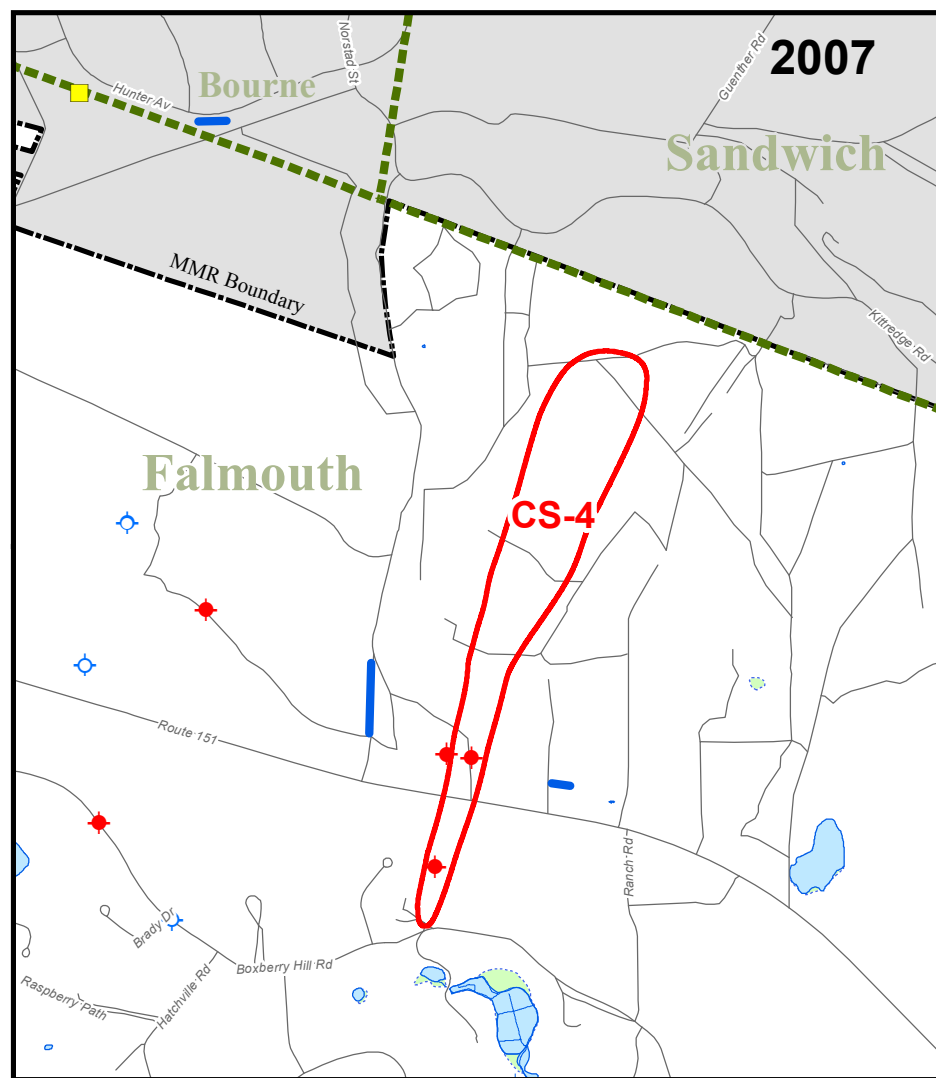 2007
Norstad St
Guenther Rd
Hunter Av
Bourne
Sandwich
MMR Boundary
Kittredge Rd
Falmouth
CS-4
Route 151
Ranch Rd
Brady Dr
Boxberry Hill Rd
Hatchville Rd
Raspberry Path